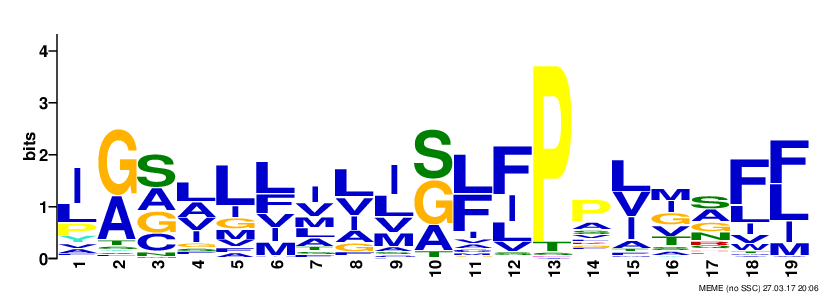 bits
4
3
2
1
0
I L P Y V A
G A T S
S A G C N
L A Y I G S
L I G M V
L F V I M
I V M L A T
L V I A G
I L V M A
S G A T
L F I V A
F I L V
P T
P A S
L V I A
M I G V T S
S A G N R T
F L I V W
F L I M
1 2 3 4 5 6 7 8 9 10 11 12 13 14 15 16 17 18 19
MEME (no SSC) 27.03.17 20:06